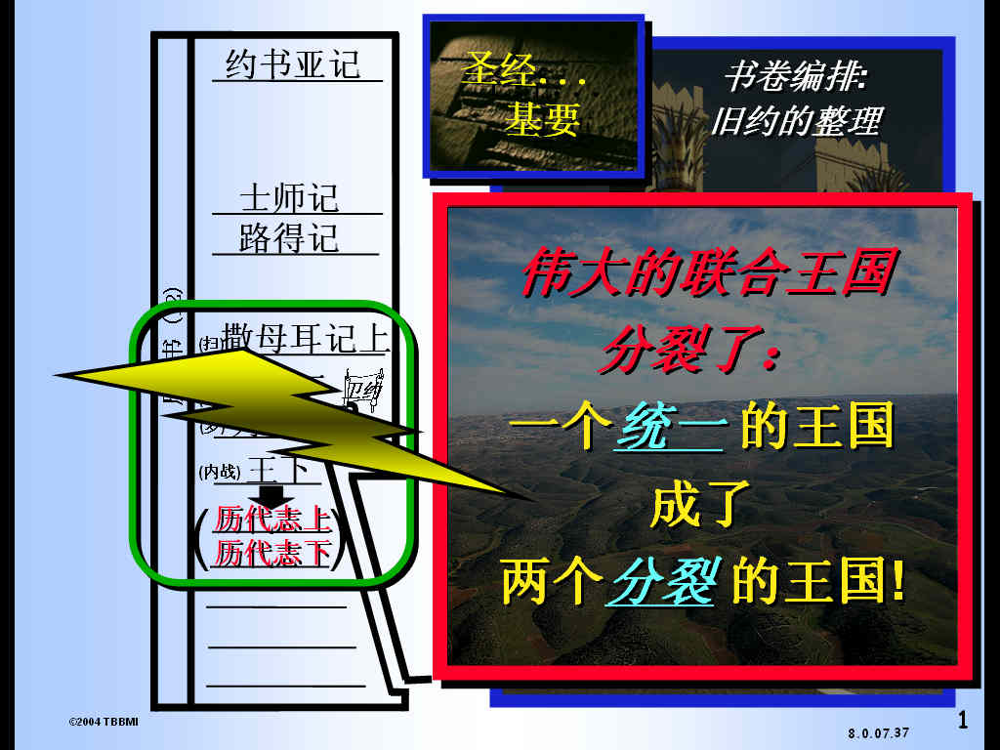 约书亚记
士师记
路得记
(扫)撒母耳记上
卫约
(内战) 王下
(历代志上
历代志下)
圣经...
基要
书卷编排:
旧约的整理
伟大的联合王国
分裂了：
一个 统一 的王国
成了
两个 分裂 的王国!
©2004 TBBMI
8.0.07.37
1